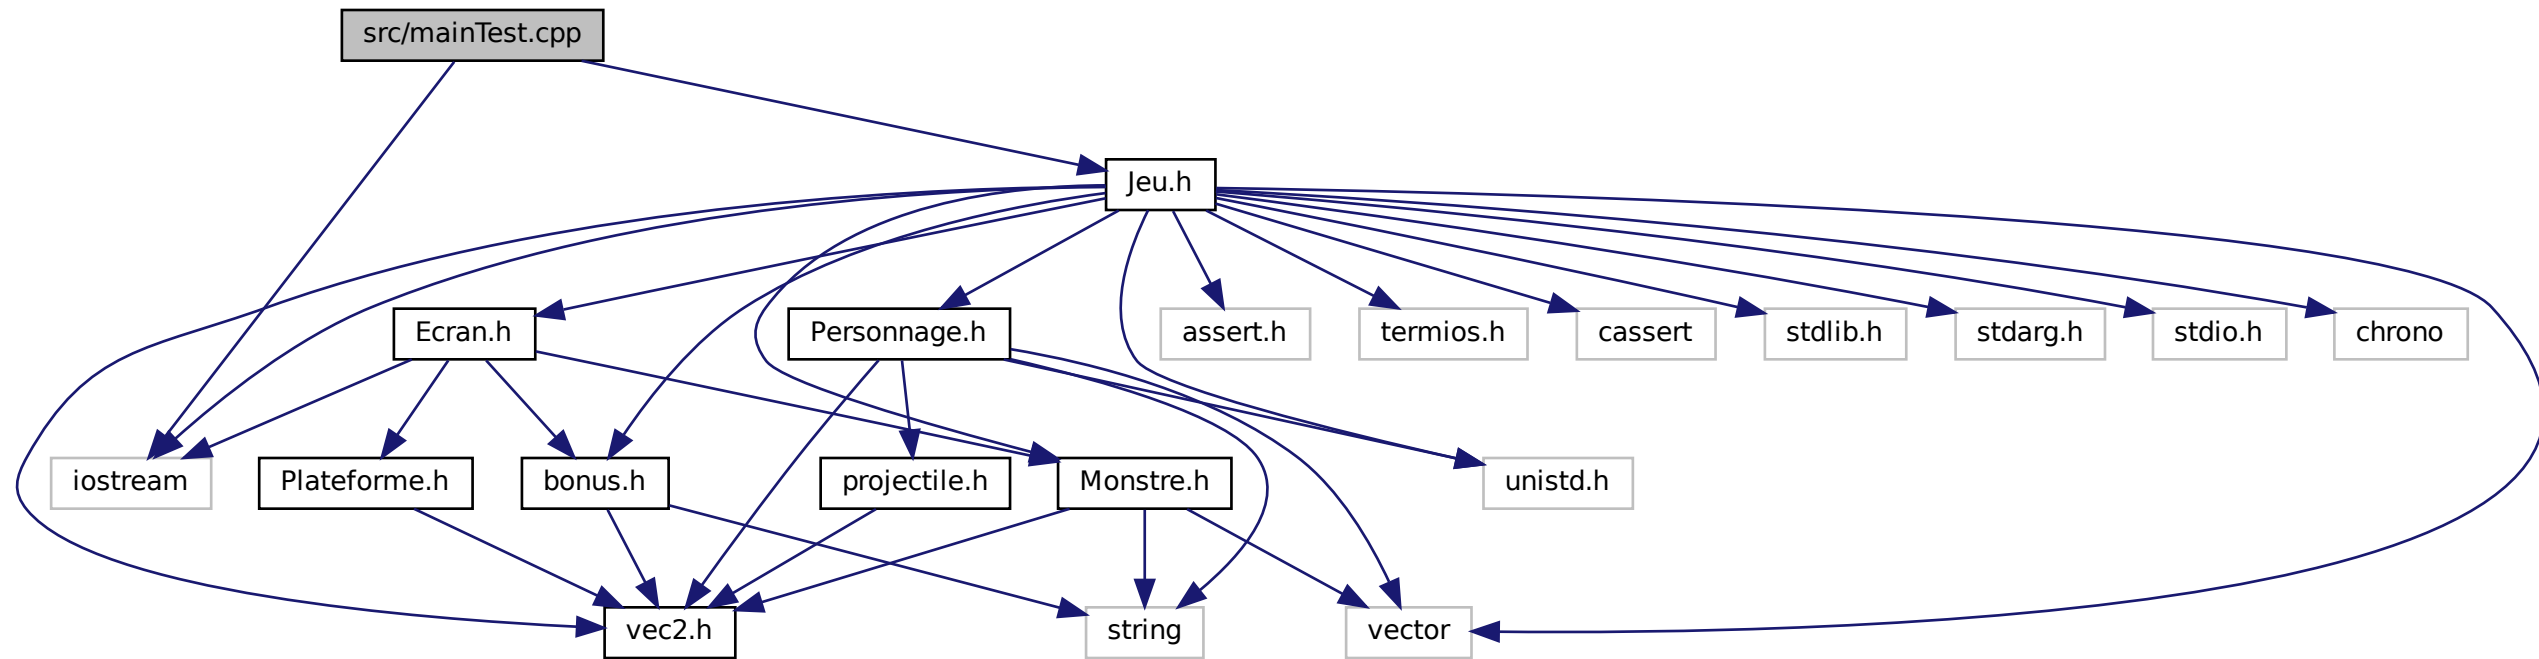 src/mainTest.cpp
Jeu.h
Ecran.h
Personnage.h
assert.h
termios.h
cassert
stdlib.h
stdarg.h
stdio.h
chrono
iostream
Plateforme.h
bonus.h
projectile.h
Monstre.h
unistd.h
vec2.h
string
vector